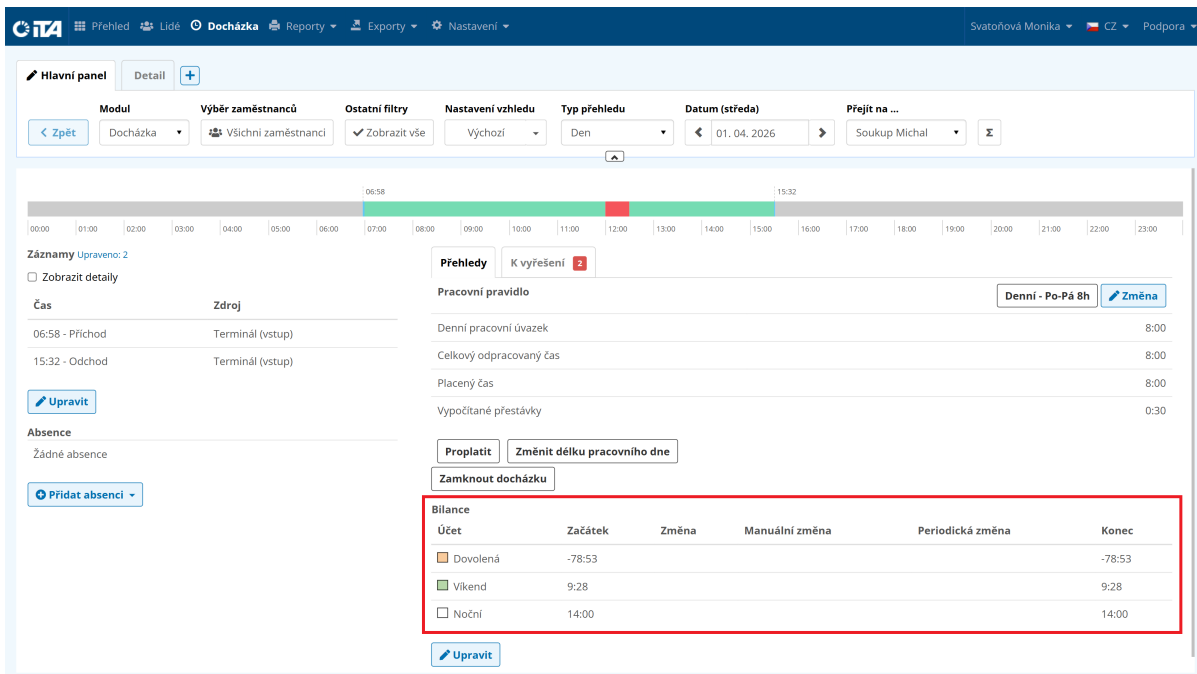 ITA Přehled Lidé Docházka Reporty Exporty Nastavení Svatoňová Monika CZ Podpora
Hlavní panel Detail +
Modul Výběr zaměstnanců Ostatní filtry Nastavení vzhledu Typ přehledu Datum (středa) Přejít na ...
Zpět Docházka Všichni zaměstnanci Zobrazit vše Výchozí Den 01. 04. 2026 Soukup Michal Σ
06:58 15:32
00:00 01:00 02:00 03:00 04:00 05:00 06:00 07:00 08:00 09:00 10:00 11:00 12:00 13:00 14:00 15:00 16:00 17:00 18:00 19:00 20:00 21:00 22:00 23:00
Záznamy Upraveno: 2
Zobrazit detaily
Čas Zdroj
06:58 - Příchod Terminál (vstup)
15:32 - Odchod Terminál (vstup)
Upravit
Absence
Žádné absence
Přidat absenci
Přehledy K vyřešení 2
Pracovní pravidlo Denní - Po-Pá 8h Změna
Denní pracovní úvazek 8:00
Celkový odpracovaný čas 8:00
Placený čas 8:00
Vypočítané přestávky 0:30
Proplatit Změnit délku pracovního dne
Zamknout docházku
Bilance
Účet Začátek Změna Manuální změna Periodická změna Konec
Dovolená -78:53 -78:53
Víkend 9:28 9:28
Noční 14:00 14:00
Upravit